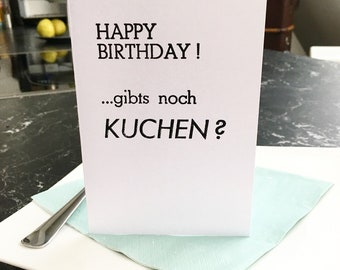 HAPPY
BIRTHDAY !
...gibts noch
KUCHEN ?